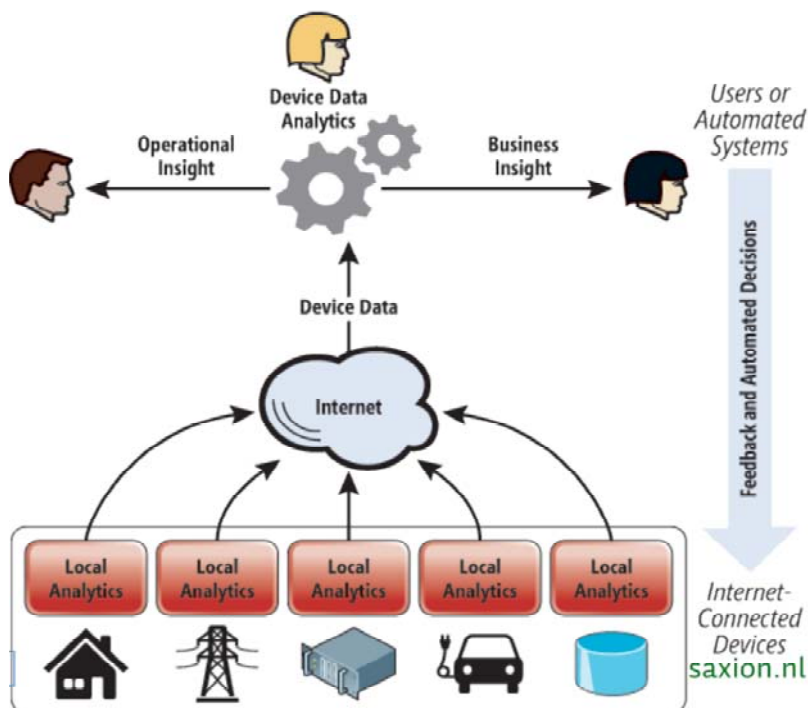 Device Data
Analytics
Users or
Automated
Systems
Operational
Insight
Business
Insight
Device Data
Internet
Feedback and Automated Decisions
Local
Analytics
Local
Analytics
Local
Analytics
Local
Analytics
Local
Analytics
Internet-
Connected
Devices
saxion.nl